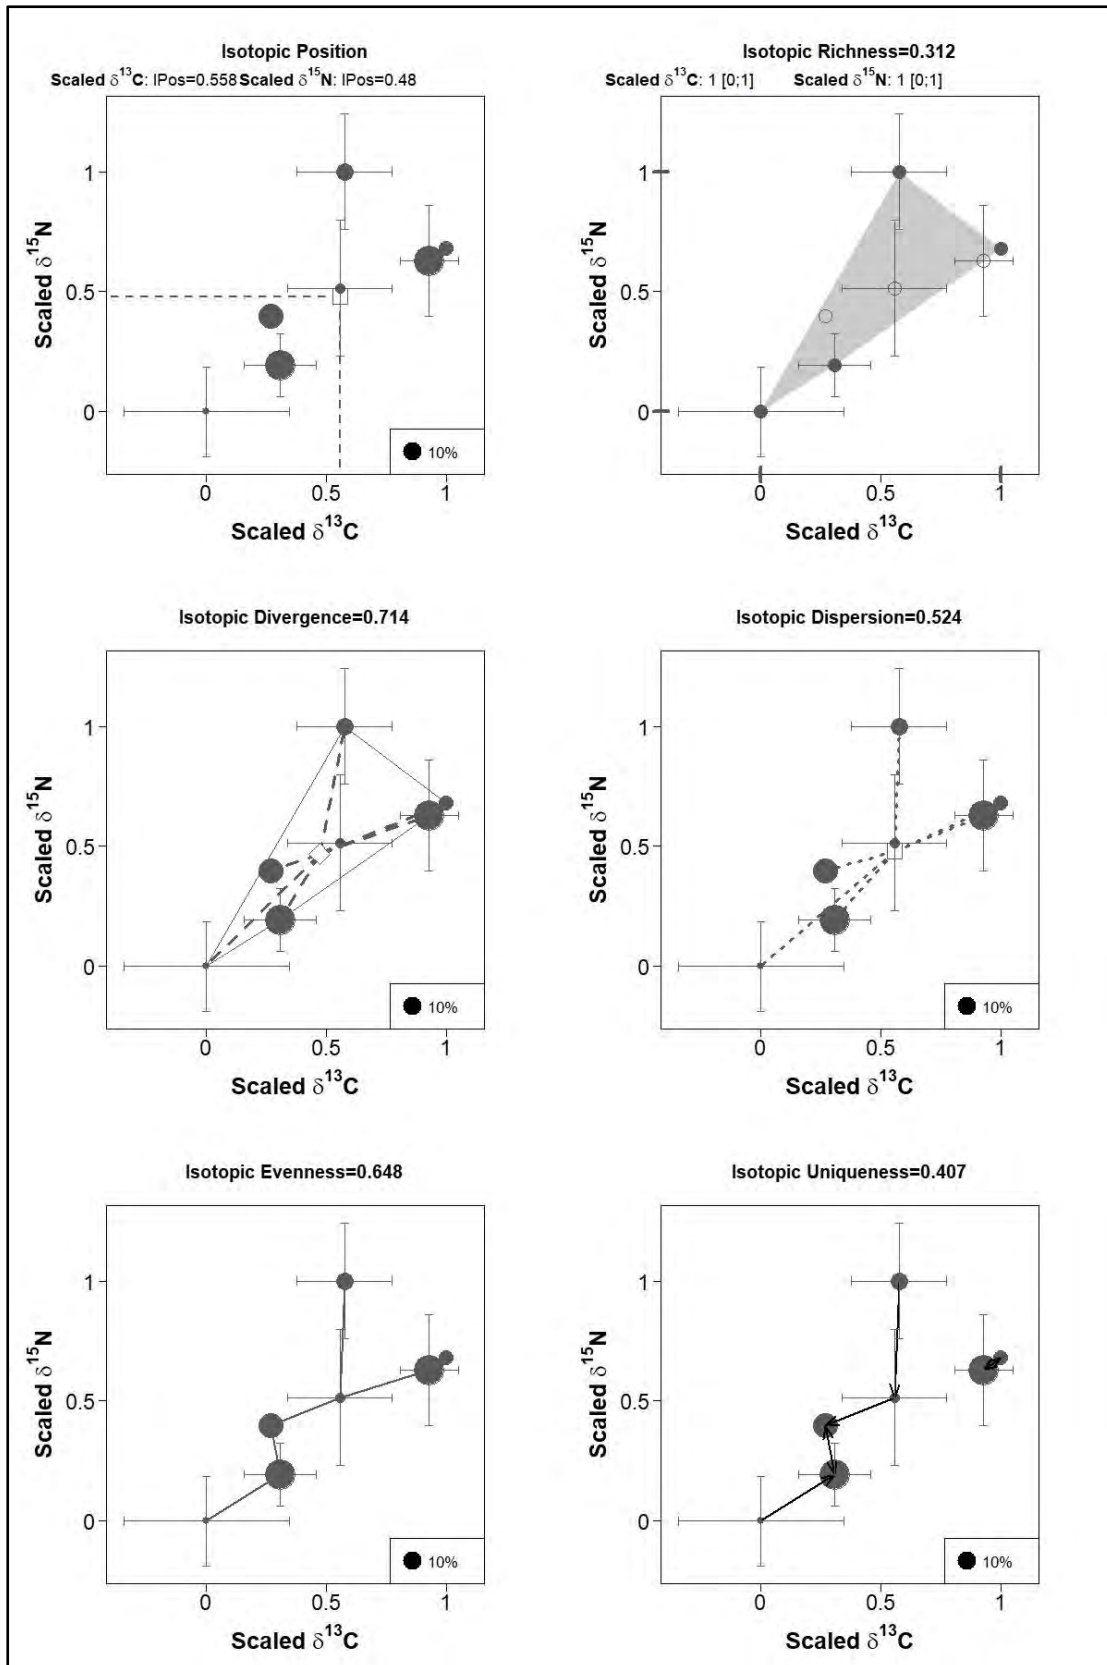 Isotopic Position
Scaled δ¹³C: IPos=0.558 Scaled δ¹⁵N: IPos=0.48
Scaled δ¹⁵N
1
0.5
0
10%
0 0.5 1
Scaled δ¹³C
Isotopic Richness=0.312
Scaled δ¹³C: 1 [0;1] Scaled δ¹⁵N: 1 [0;1]
Scaled δ¹⁵N
1
0.5
0
0 0.5 1
Scaled δ¹³C
Isotopic Divergence=0.714
Scaled δ¹⁵N
1
0.5
0
10%
0 0.5 1
Scaled δ¹³C
Isotopic Dispersion=0.524
Scaled δ¹⁵N
1
0.5
0
10%
0 0.5 1
Scaled δ¹³C
Isotopic Evenness=0.648
Scaled δ¹⁵N
1
0.5
0
10%
0 0.5 1
Scaled δ¹³C
Isotopic Uniqueness=0.407
Scaled δ¹⁵N
1
0.5
0
10%
0 0.5 1
Scaled δ¹³C